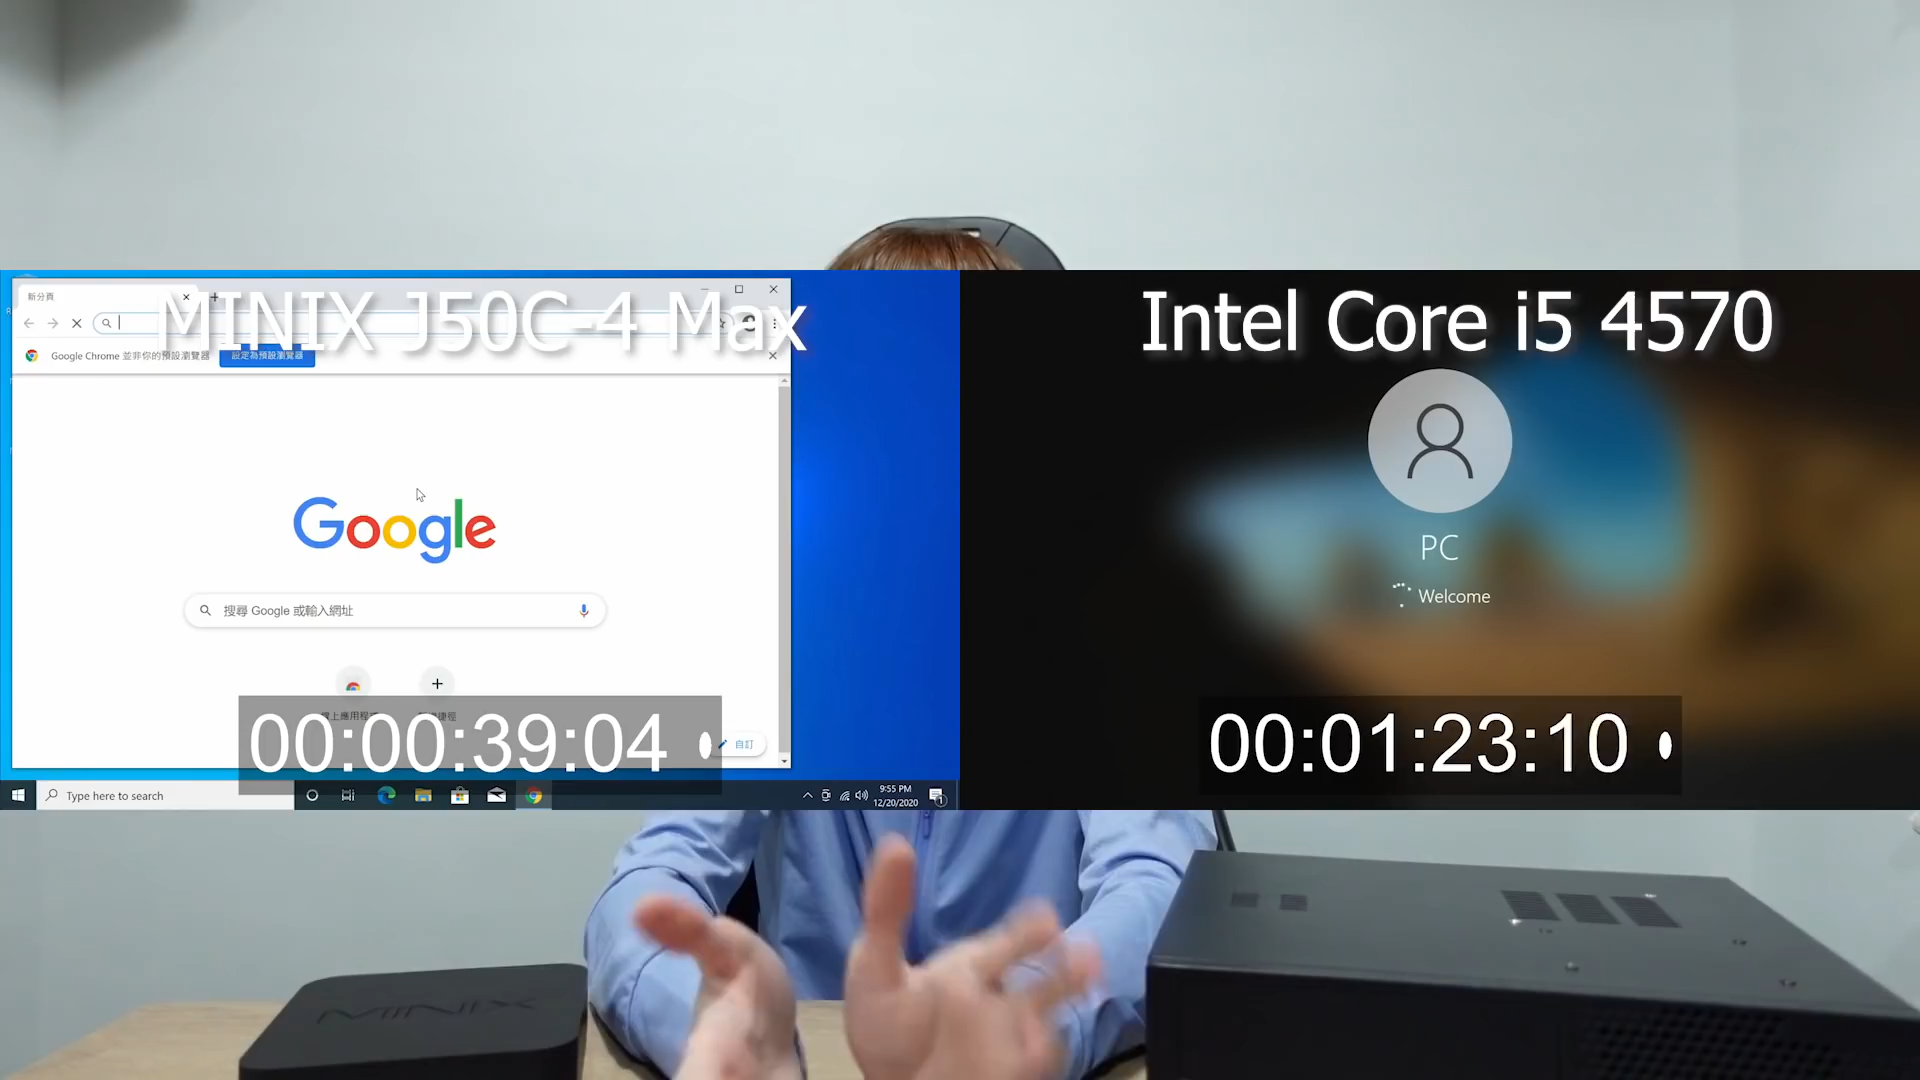 MINIX J50C-4 Max
Intel Core i5 4570
新分頁
Google Chrome 並非你的預設瀏覽器
設定為預設瀏覽器
Google
搜尋 Google 或輸入網址
自訂
PC
Welcome
00:00:39:04
00:01:23:10
Type here to search
9:55 PM
12/20/2020
1
MINIX